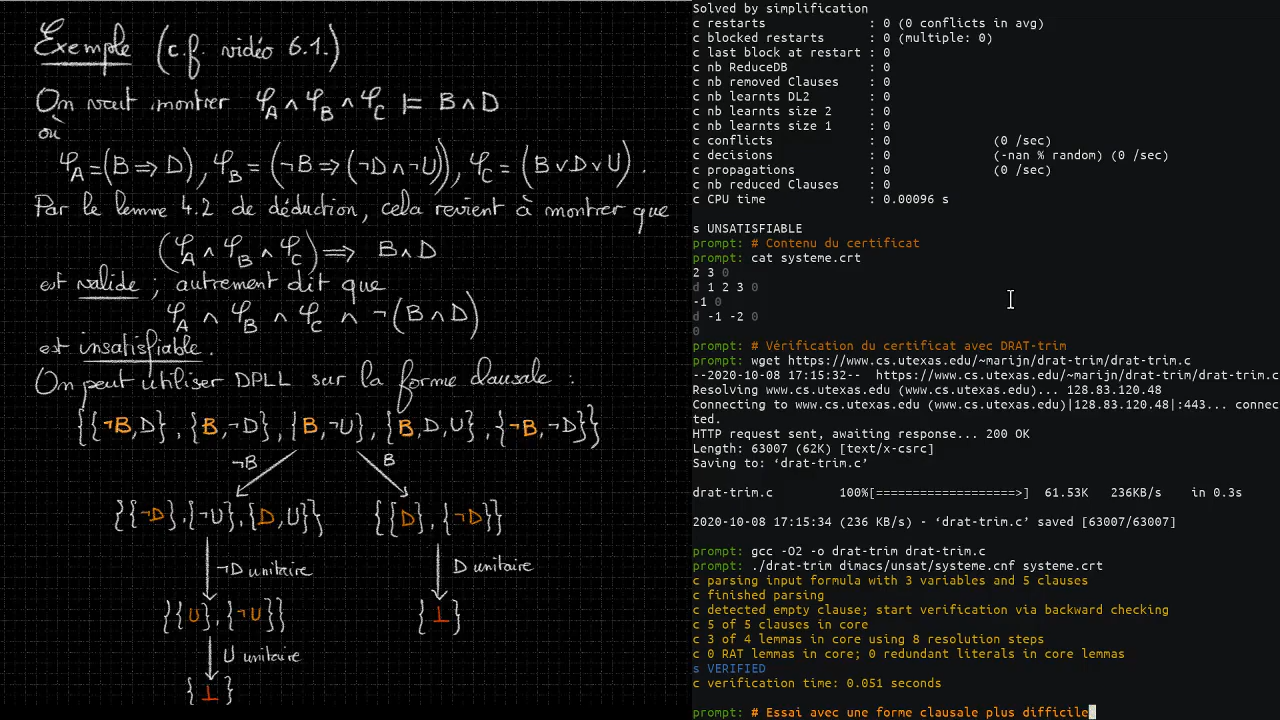 Exemple (c.f. vidéo 6.1.)
On veut montrer φA ∧ φB ∧ φC ⊨ B ∧ D
où
φA = (B ⇒ D), φB = (¬B ⇒ (¬D ∧ ¬U)), φC = (B ∨ D ∨ U).
Par le lemme 4.2 de déduction, cela revient à montrer que
(φA ∧ φB ∧ φC) ⇒ B ∧ D
est valide ; autrement dit que
φA ∧ φB ∧ φC ∧ ¬(B ∧ D)
est insatisfiable.
On peut utiliser DPLL sur la forme clausale :
{{¬B,D}, {B,¬D}, {B,¬U}, {B,D,U}, {¬B,¬D}}
¬B B
{{¬D},{¬U},{D,U}} {{D},{¬D}}
¬D unitaire D unitaire
{{U},{¬U}} {⊥}
U unitaire
{⊥}
Solved by simplification
c restarts : 0 (0 conflicts in avg)
c blocked restarts : 0 (multiple: 0)
c last block at restart : 0
c nb ReduceDB : 0
c nb removed Clauses : 0
c nb learnts DL2 : 0
c nb learnts size 2 : 0
c nb learnts size 1 : 0
c conflicts : 0 (0 /sec)
c decisions : 0 (-nan % random) (0 /sec)
c propagations : 0 (0 /sec)
c nb reduced Clauses : 0
c CPU time : 0.00096 s
s UNSATISFIABLE
prompt: # Contenu du certificat
prompt: cat systeme.crt
2 3 0
d 1 2 3 0
-1 0
d -1 -2 0
0
prompt: # Vérification du certificat avec DRAT-trim
prompt: wget https://www.cs.utexas.edu/~marijn/drat-trim/drat-trim.c
--2020-10-08 17:15:32-- https://www.cs.utexas.edu/~marijn/drat-trim/drat-trim.c
Resolving www.cs.utexas.edu (www.cs.utexas.edu)... 128.83.120.48
Connecting to www.cs.utexas.edu (www.cs.utexas.edu)|128.83.120.48|:443... connec
ted.
HTTP request sent, awaiting response... 200 OK
Length: 63007 (62K) [text/x-csrc]
Saving to: ‘drat-trim.c’
drat-trim.c 100%[===================>] 61.53K 236KB/s in 0.3s
2020-10-08 17:15:34 (236 KB/s) - ‘drat-trim.c’ saved [63007/63007]
prompt: gcc -O2 -o drat-trim drat-trim.c
prompt: ./drat-trim dimacs/unsat/systeme.cnf systeme.crt
c parsing input formula with 3 variables and 5 clauses
c finished parsing
c detected empty clause; start verification via backward checking
c 5 of 5 clauses in core
c 3 of 4 lemmas in core using 8 resolution steps
c 0 RAT lemmas in core; 0 redundant literals in core lemmas
s VERIFIED
c verification time: 0.051 seconds
prompt: # Essai avec une forme clausale plus difficile